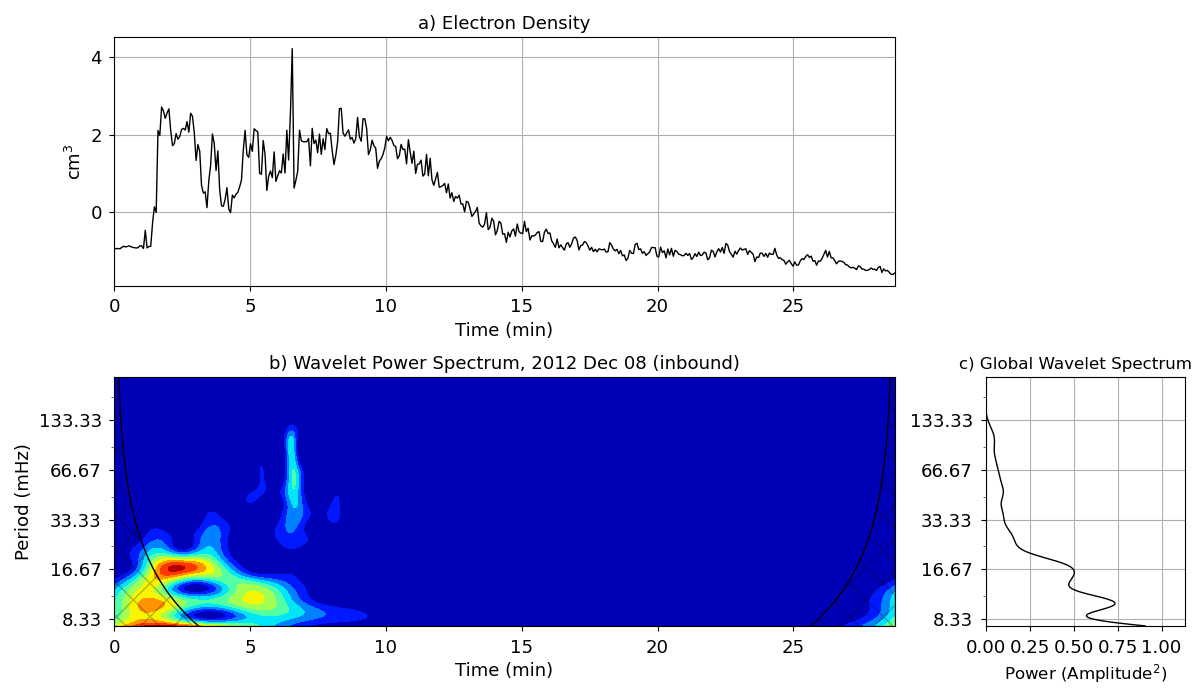 a) Electron Density
4
2
0
cm³
0 5 10 15 20 25
Time (min)
b) Wavelet Power Spectrum, 2012 Dec 08 (inbound)
133.33
66.67
33.33
16.67
8.33
Period (mHz)
0 5 10 15 20 25
Time (min)
c) Global Wavelet Spectrum
133.33
66.67
33.33
16.67
8.33
0.00 0.25 0.50 0.75 1.00
Power (Amplitude²)